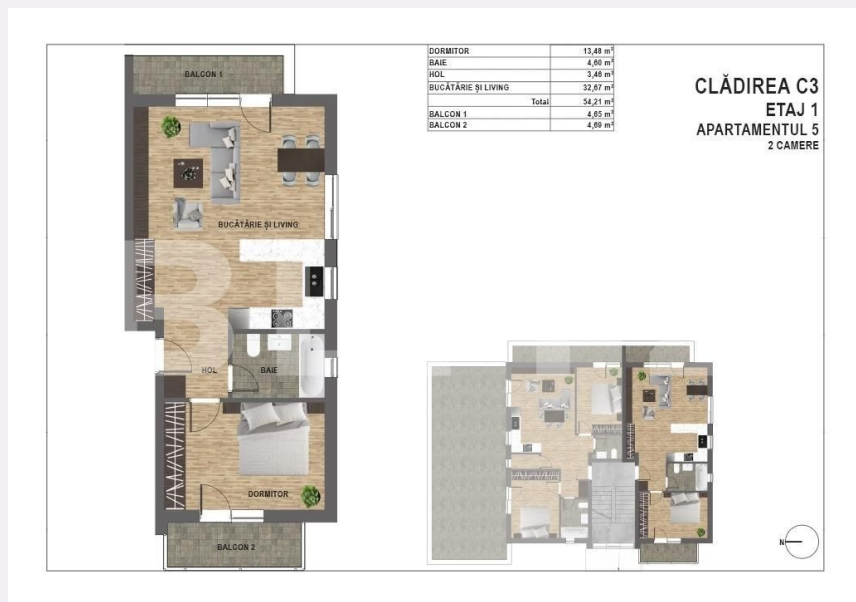 DORMITOR 13,48 m²
BAIE 4,60 m²
HOL 3,46 m²
BUCĂTĂRIE ȘI LIVING 32,67 m²
Total 54,21 m²
BALCON 1 4,65 m²
BALCON 2 4,69 m²
CLĂDIREA C3
ETAJ 1
APARTAMENTUL 5
2 CAMERE
BALCON 1
BUCĂTĂRIE ȘI LIVING
HOL
BAIE
DORMITOR
BALCON 2
N